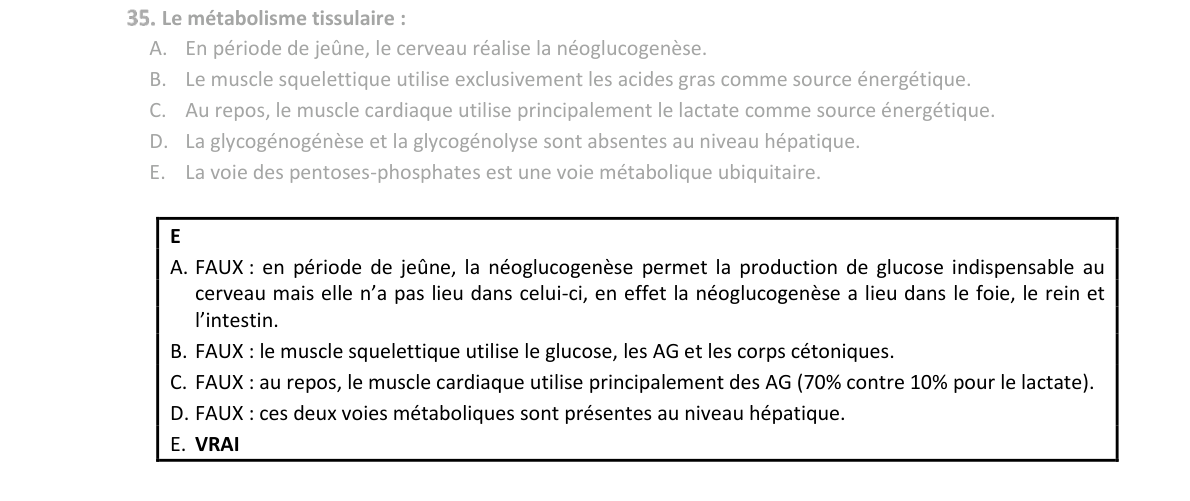 35. Le métabolisme tissulaire :
A. En période de jeûne, le cerveau réalise la néoglucogenèse.
B. Le muscle squelettique utilise exclusivement les acides gras comme source énergétique.
C. Au repos, le muscle cardiaque utilise principalement le lactate comme source énergétique.
D. La glycogénogénèse et la glycogénolyse sont absentes au niveau hépatique.
E. La voie des pentoses-phosphates est une voie métabolique ubiquitaire.
E
A. FAUX : en période de jeûne, la néoglucogenèse permet la production de glucose indispensable au
cerveau mais elle n'a pas lieu dans celui-ci, en effet la néoglucogenèse a lieu dans le foie, le rein et
l'intestin.
B. FAUX : le muscle squelettique utilise le glucose, les AG et les corps cétoniques.
C. FAUX : au repos, le muscle cardiaque utilise principalement des AG (70% contre 10% pour le lactate).
D. FAUX : ces deux voies métaboliques sont présentes au niveau hépatique.
E. VRAI